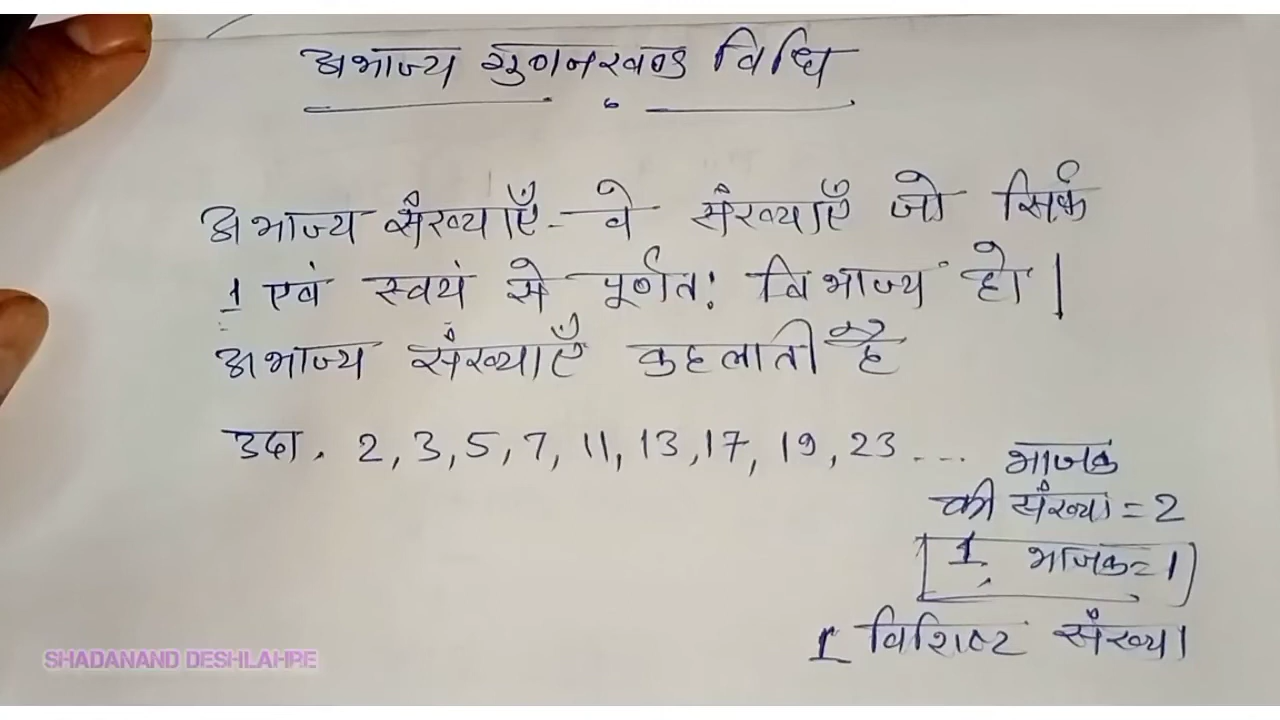 अभाज्य गुणनखण्ड विधि
अभाज्य संख्याएँ - वे संख्याएँ जो सिर्फ
1 एवं स्वयं से पूर्णत: विभाज्य हो |
अभाज्य संख्याएँ कहलाती है
उदा. 2, 3, 5, 7, 11, 13, 17, 19, 23 ...
भाजक
की संख्या = 2
1. भाजक = 1
1 विशिष्ट संख्या
SHADANAND DESHLAHRE